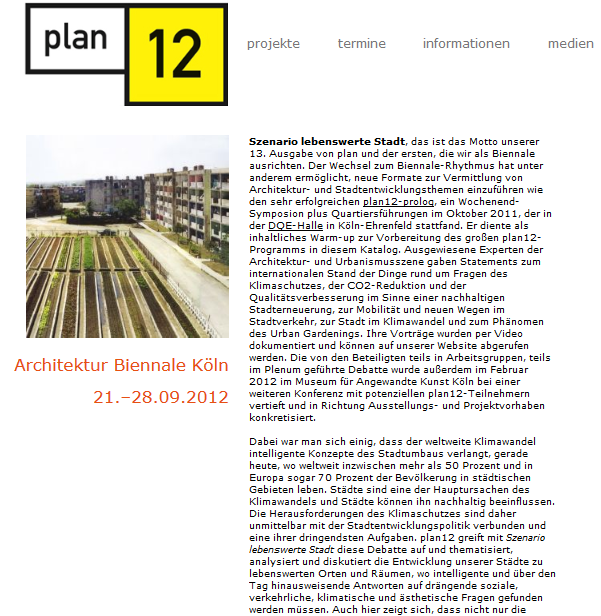 plan 12
projekte termine informationen medien
Szenario lebenswerte Stadt, das ist das Motto unserer
13. Ausgabe von plan und der ersten, die wir als Biennale
ausrichten. Der Wechsel zum Biennale-Rhythmus hat unter
anderem ermöglicht, neue Formate zur Vermittlung von
Architektur- und Stadtentwicklungsthemen einzuführen wie
den sehr erfolgreichen plan12-prolog, ein Wochenend-
Symposion plus Quartiersführungen im Oktober 2011, der in
der DQE-Halle in Köln-Ehrenfeld stattfand. Er diente als
inhaltliches Warm-up zur Vorbereitung des großen plan12-
Programms in diesem Katalog. Ausgewiesene Experten der
Architektur- und Urbanismusszene gaben Statements zum
internationalen Stand der Dinge rund um Fragen des
Klimaschutzes, der CO2-Reduktion und der
Qualitätsverbesserung im Sinne einer nachhaltigen
Stadterneuerung, zur Mobilität und neuen Wegen im
Stadtverkehr, zur Stadt im Klimawandel und zum Phänomen
des Urban Gardenings. Ihre Vorträge wurden per Video
dokumentiert und können auf unserer Website abgerufen
werden. Die von den Beteiligten teils in Arbeitsgruppen, teils
im Plenum geführte Debatte wurde außerdem im Februar
2012 im Museum für Angewandte Kunst Köln bei einer
weiteren Konferenz mit potenziellen plan12-Teilnehmern
vertieft und in Richtung Ausstellungs- und Projektvorhaben
konkretisiert.
Dabei war man sich einig, dass der weltweite Klimawandel
intelligente Konzepte des Stadtumbaus verlangt, gerade
heute, wo weltweit inzwischen mehr als 50 Prozent und in
Europa sogar 70 Prozent der Bevölkerung in städtischen
Gebieten leben. Städte sind eine der Hauptursachen des
Klimawandels und Städte können ihn nachhaltig beeinflussen.
Die Herausforderungen des Klimaschutzes sind daher
unmittelbar mit der Stadtentwicklungspolitik verbunden und
eine ihrer dringendsten Aufgaben. plan12 greift mit Szenario
lebenswerte Stadt diese Debatte auf und thematisiert,
analysiert und diskutiert die Entwicklung unserer Städte zu
lebenswerten Orten und Räumen, wo intelligente und über den
Tag hinausweisende Antworten auf drängende soziale,
verkehrliche, klimatische und ästhetische Fragen gefunden
werden müssen. Auch hier zeigt sich, dass nicht nur die
Architektur Biennale Köln
21.–28.09.2012